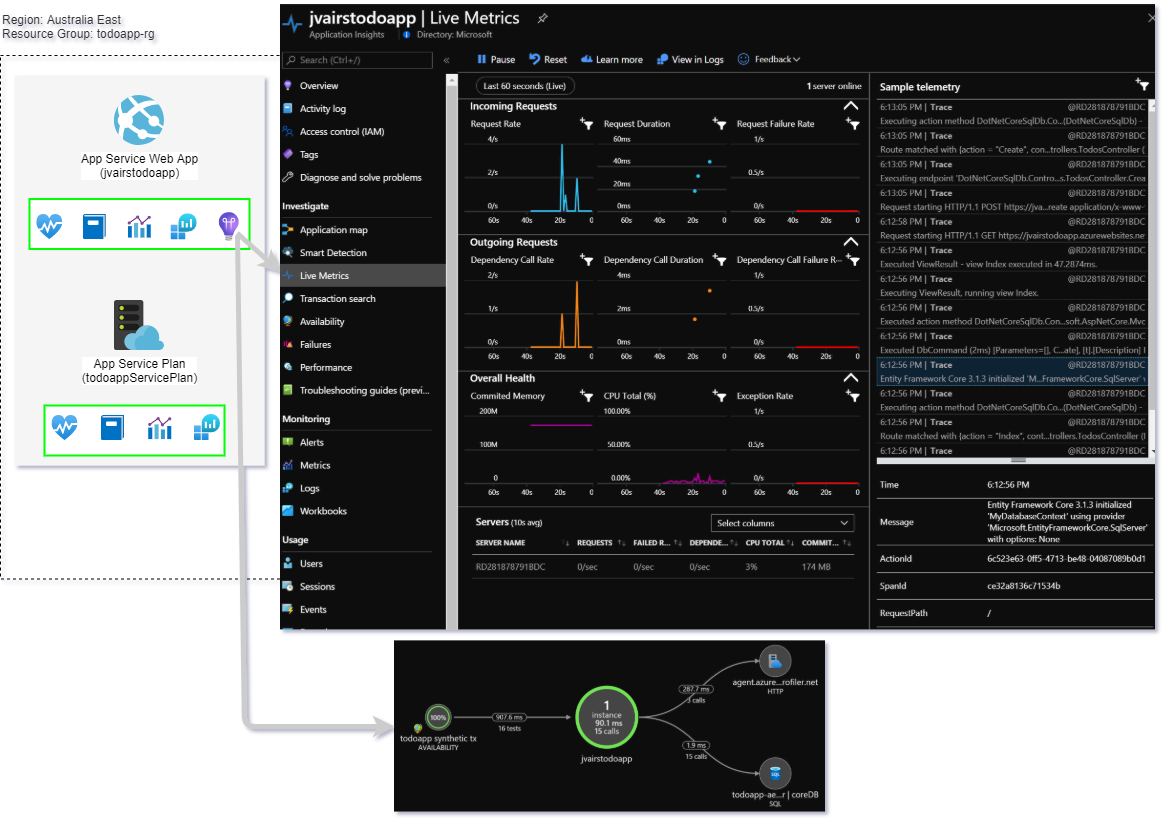 Region: Australia East
Resource Group: todoapp-rg
App Service Web App
(jvairstodoapp)
App Service Plan
(todoappServicePlan)
jvairstodoapp | Live Metrics
Application Insights
Directory: Microsoft
Search (Ctrl+/)
«
Overview
Activity log
Access control (IAM)
Tags
Diagnose and solve problems
Investigate
Application map
Smart Detection
Live Metrics
Transaction search
Availability
Failures
Performance
Troubleshooting guides (previ...
Monitoring
Alerts
Metrics
Logs
Workbooks
Usage
Users
Sessions
Events
Pause
Reset
Learn more
View in Logs
Feedback
Last 60 seconds (Live)
1 server online
Incoming Requests
Request Rate
4/s
2/s
0/s
60s 40s 20s 0
Request Duration
60ms
40ms
20ms
60s 40s 20s 0
Request Failure Rate
1/s
0.5/s
0/s
60s 40s 20s 0
Outgoing Requests
Dependency Call Rate
2/s
1/s
0/s
60s 40s 20s 0
Dependency Call Duration
4ms
2ms
0ms
60s 40s 20s 0
Dependency Call Failure R...
1/s
0.5/s
0/s
60s 40s 20s 0
Overall Health
Commited Memory
200M
100M
0
60s 40s 20s 0
CPU Total (%)
100.00%
50.00%
0.00%
60s 40s 20s 0
Exception Rate
1/s
0.5/s
0/s
60s 40s 20s 0
Servers (10s avg)
Select columns
SERVER NAME REQUESTS FAILED R... DEPENDE... CPU TOTAL COMMIT...
RD281878791BDC 0/sec 0/sec 0/sec 3% 174 MB
Sample telemetry
6:13:05 PM | Trace @RD281878791BDC
Executing action method DotNetCoreSqlDb.Co...(DotNetCoreSqlDb) -
6:13:05 PM | Trace @RD281878791BDC
Route matched with {action = "Create", con...trollers.TodosController (
6:13:05 PM | Trace @RD281878791BDC
Executing endpoint 'DotNetCoreSqlDb.Contro...s.TodosController.Crea
6:13:05 PM | Trace @RD281878791BDC
Request starting HTTP/1.1 POST https://jva...reate application/x-www-
6:12:58 PM | Trace @RD281878791BDC
Request starting HTTP/1.1 GET https://jvairstodoapp.azurewebsites.ne
6:12:56 PM | Trace @RD281878791BDC
Executed ViewResult - view Index executed in 47.2874ms.
6:12:56 PM | Trace @RD281878791BDC
Executing ViewResult, running view Index.
6:12:56 PM | Trace @RD281878791BDC
Executed action method DotNetCoreSqlDb.Con...soft.AspNetCore.Mvc
6:12:56 PM | Trace @RD281878791BDC
Executed DbCommand (2ms) [Parameters=[], C...ate], [t].[Description]
6:12:56 PM | Trace @RD281878791BDC
Entity Framework Core 3.1.3 initialized 'M...FrameworkCore.SqlServer'
6:12:56 PM | Trace @RD281878791BDC
Executing action method DotNetCoreSqlDb.Co...(DotNetCoreSqlDb) -
6:12:56 PM | Trace @RD281878791BDC
Route matched with {action = "Index", cont...trollers.TodosController
6:12:56 PM | Trace @RD281878791BDC
Time 6:12:56 PM
Message Entity Framework Core 3.1.3 initialized
'MyDatabaseContext' using provider
'Microsoft.EntityFrameworkCore.SqlServer'
with options: None
ActionId 6c523e63-0ff5-4713-be48-04087089b0d1
SpanId ce32a8136c71534b
RequestPath /
100%
todoapp synthetic tx
AVAILABILITY
907.6 ms
16 tests
1
instance
90.1 ms
15 calls
jvairstodoapp
287.7 ms
3 calls
agent.azure...rofiler.net
HTTP
1.9 ms
15 calls
SQL
todoapp-ae...r | coreDB
SQL